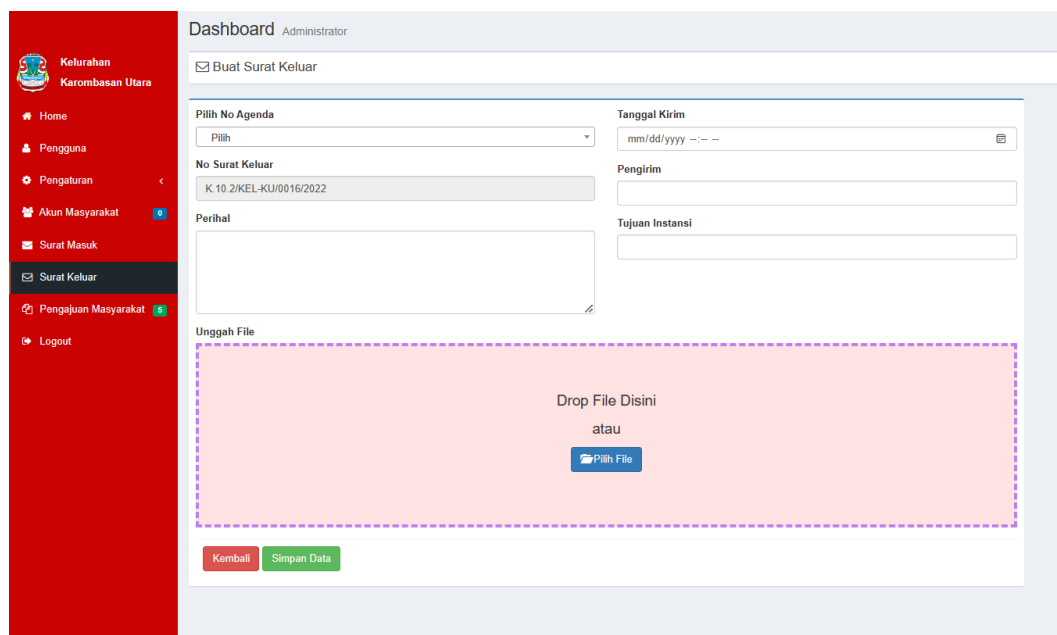 Dashboard Administrator
Kelurahan
Karombasan Utara
Home
Pengguna
Pengaturan
Akun Masyarakat 0
Surat Masuk
Surat Keluar
Pengajuan Masyarakat 5
Logout
Buat Surat Keluar
Pilih No Agenda
Pilih
No Surat Keluar
K.10.2/KEL-KU/0016/2022
Perihal
Tanggal Kirim
mm/dd/yyyy --:-- --
Pengirim
Tujuan Instansi
Unggah File
Drop File Disini
atau
Pilih File
Kembali
Simpan Data